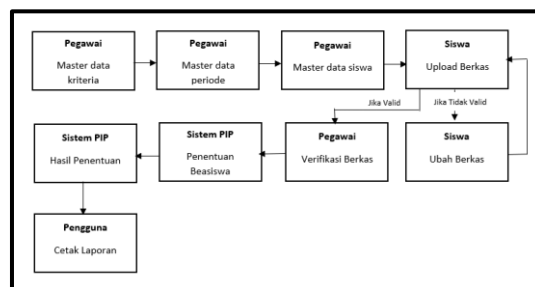 Pegawai
Master data
kriteria
Pegawai
Master data
periode
Pegawai
Master data siswa
Siswa
Upload Berkas
Jika Valid
Jika Tidak Valid
Sistem PIP
Hasil Penentuan
Sistem PIP
Penentuan
Beasiswa
Pegawai
Verifikasi Berkas
Siswa
Ubah Berkas
Pengguna
Cetak Laporan